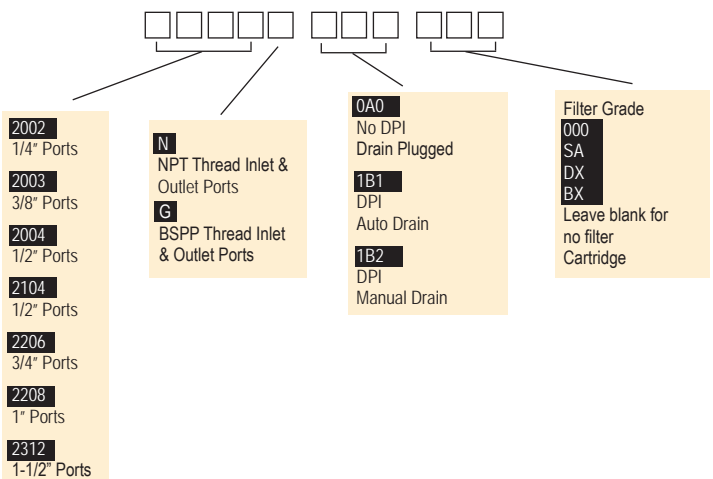 2002
1/4" Ports
2003
3/8" Ports
2004
1/2" Ports
2104
1/2" Ports
2206
3/4" Ports
2208
1" Ports
2312
1-1/2" Ports
N
NPT Thread Inlet &
Outlet Ports
G
BSPP Thread Inlet
& Outlet Ports
0A0
No DPI
Drain Plugged
1B1
DPI
Auto Drain
1B2
DPI
Manual Drain
Filter Grade
000
SA
DX
BX
Leave blank for
no filter
Cartridge